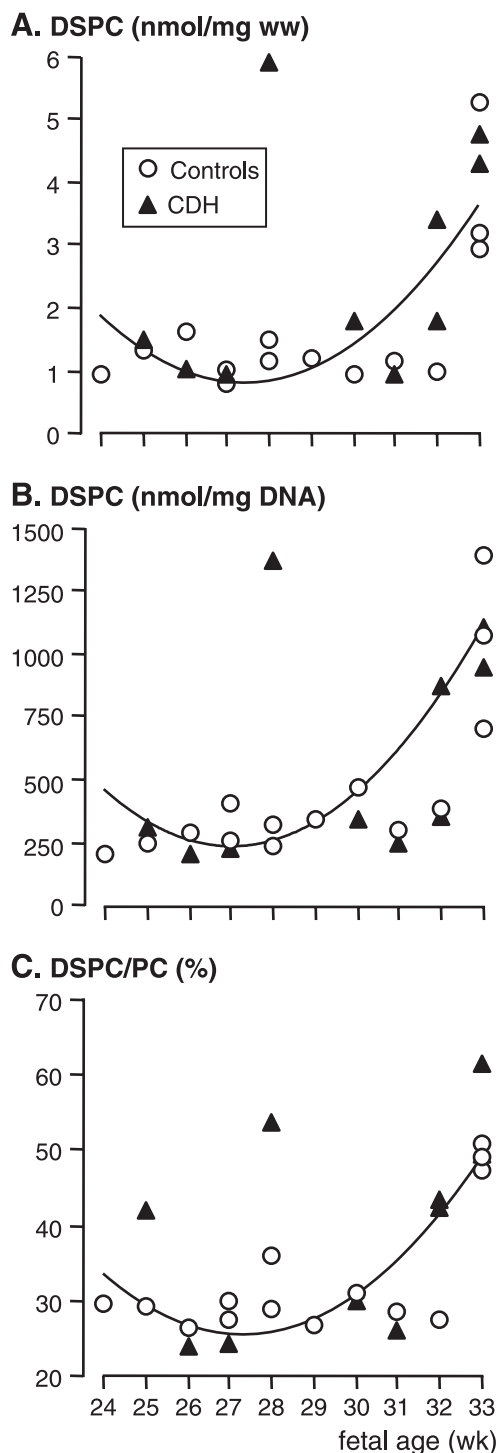 A. DSPC (nmol/mg ww)
6
5
4
3
2
1
0
Controls
CDH
B. DSPC (nmol/mg DNA)
1500
1250
1000
750
500
250
0
C. DSPC/PC (%)
70
60
50
40
30
20
24 25 26 27 28 29 30 31 32 33
fetal age (wk)